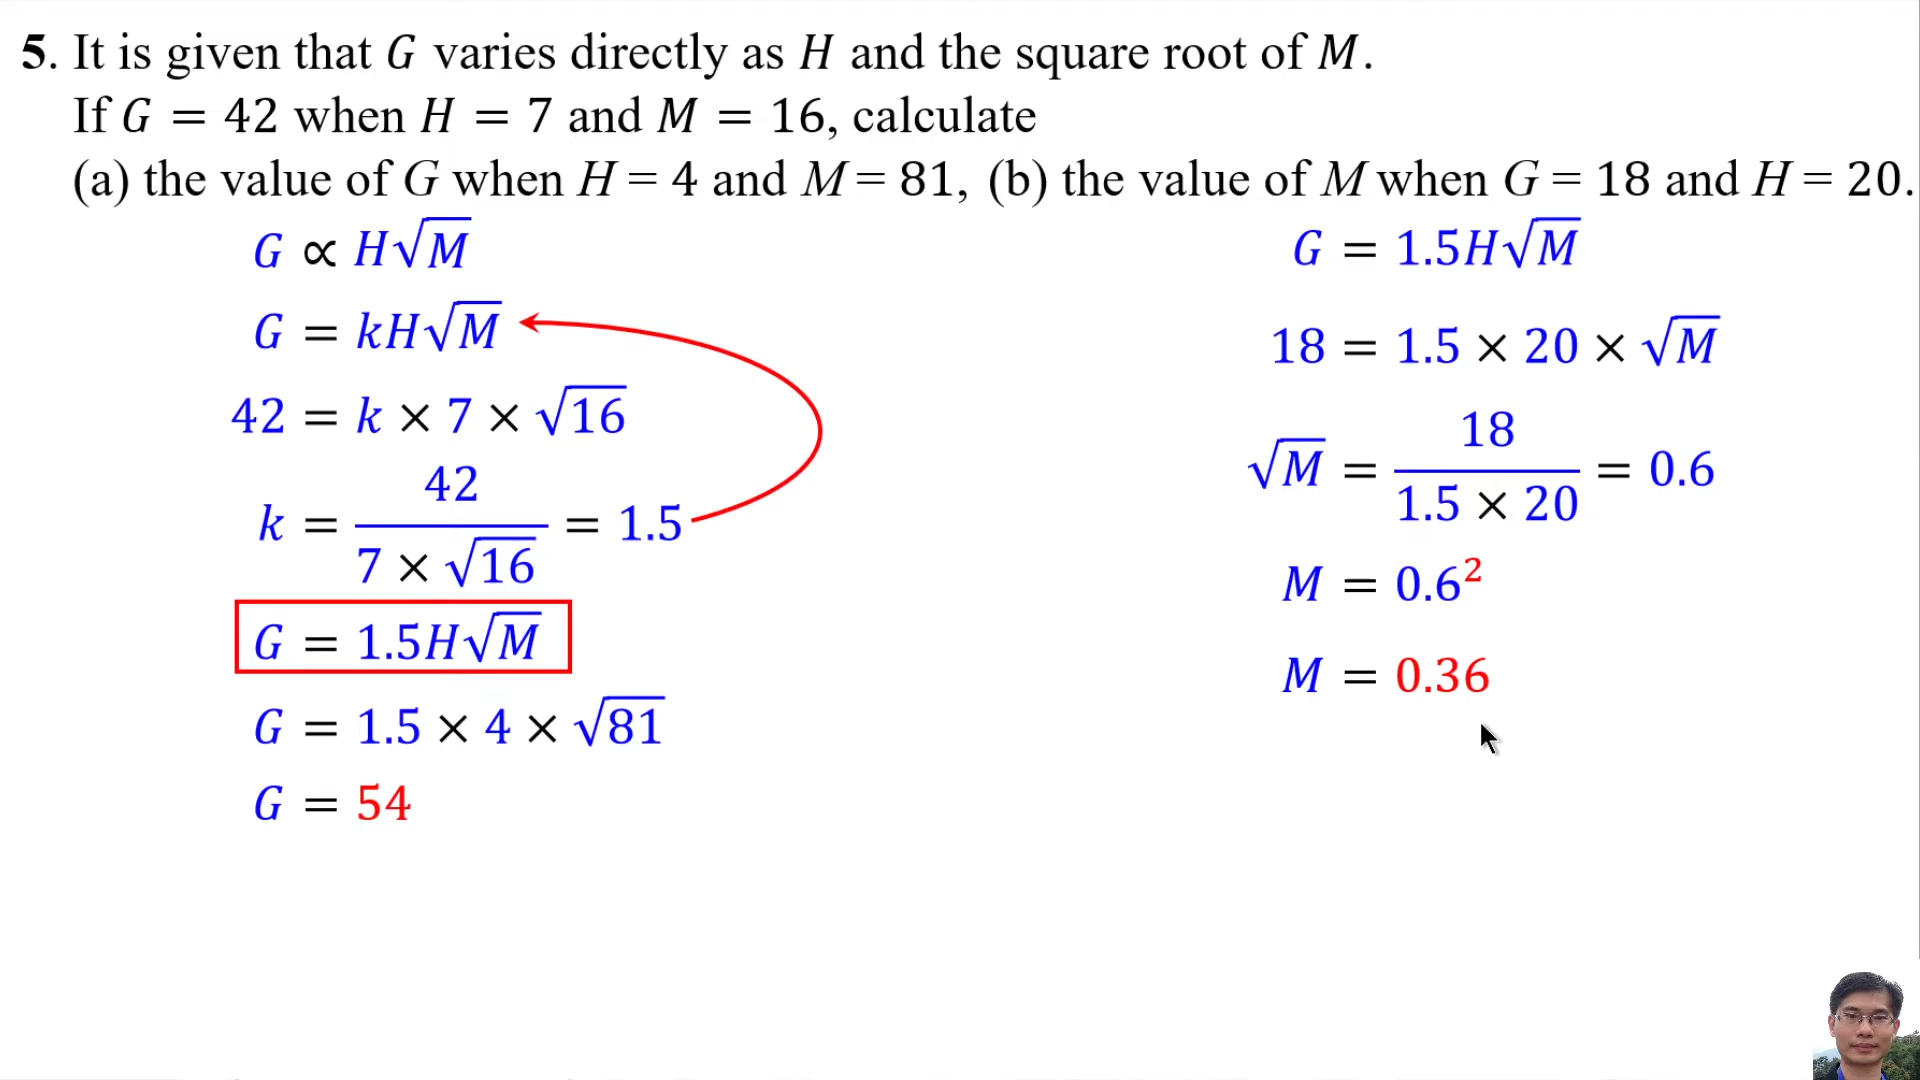 5. It is given that G varies directly as H and the square root of M.
If G = 42 when H = 7 and M = 16, calculate
(a) the value of G when H = 4 and M = 81, (b) the value of M when G = 18 and H = 20.
G ∝ H√M
G = kH√M
42 = k × 7 × √16
k = 42 / (7 × √16) = 1.5
G = 1.5H√M
G = 1.5 × 4 × √81
G = 54
G = 1.5H√M
18 = 1.5 × 20 × √M
√M = 18 / (1.5 × 20) = 0.6
M = 0.6²
M = 0.36